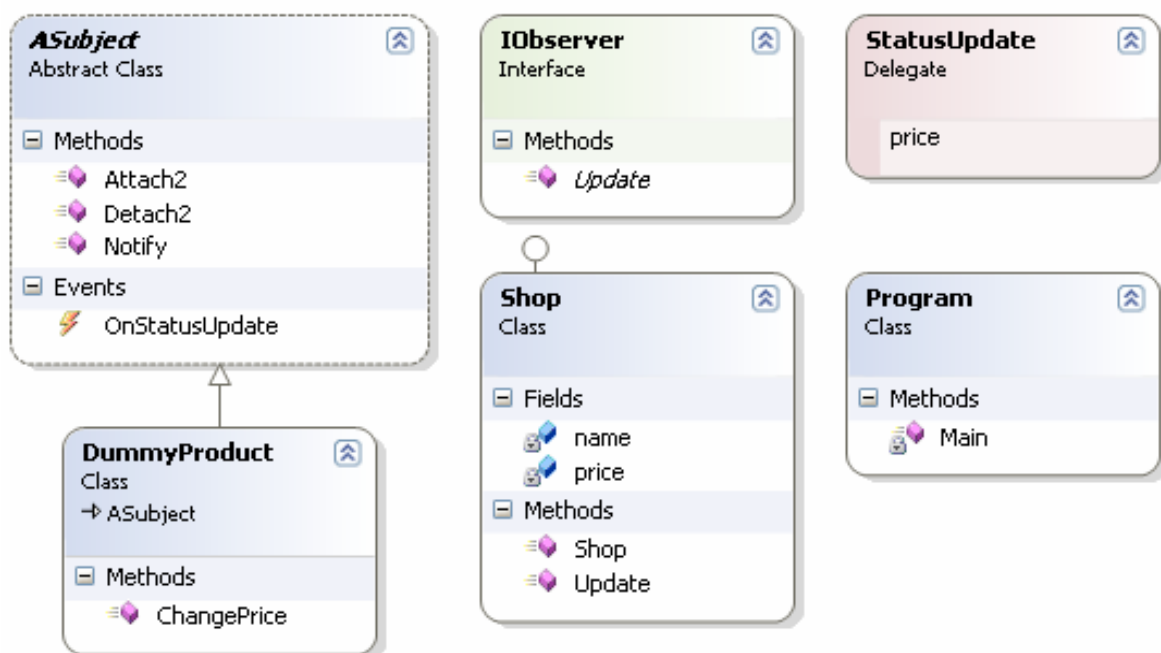 ASubject
Abstract Class
Methods
Attach2
Detach2
Notify
Events
OnStatusUpdate
DummyProduct
Class
ASubject
Methods
ChangePrice
IObserver
Interface
Methods
Update
Shop
Class
Fields
name
price
Methods
Shop
Update
StatusUpdate
Delegate
price
Program
Class
Methods
Main